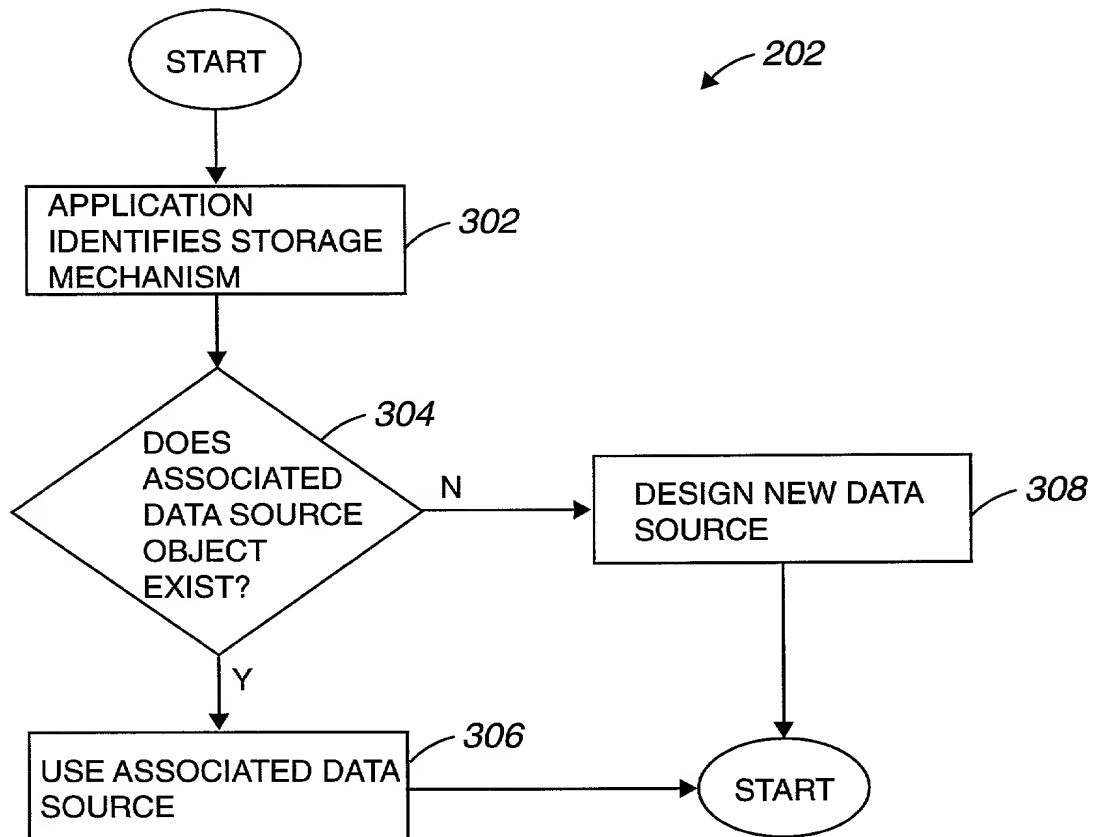 START
202
APPLICATION
IDENTIFIES STORAGE
MECHANISM
302
304
DOES
ASSOCIATED
DATA SOURCE
OBJECT
EXIST?
N
DESIGN NEW DATA
SOURCE
308
Y
306
USE ASSOCIATED DATA
SOURCE
START